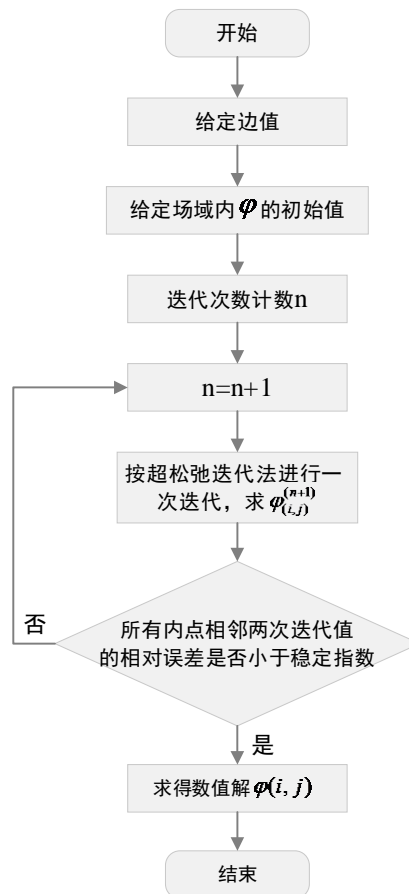 开始
给定边值
给定场域内φ的初始值
迭代次数计数n
n=n+1
按超松弛迭代法进行一
次迭代，求 φ_{(i,j)}^{(n+1)}
所有内点相邻两次迭代值
的相对误差是否小于稳定指数
否
是
求得数值解φ(i, j)
结束